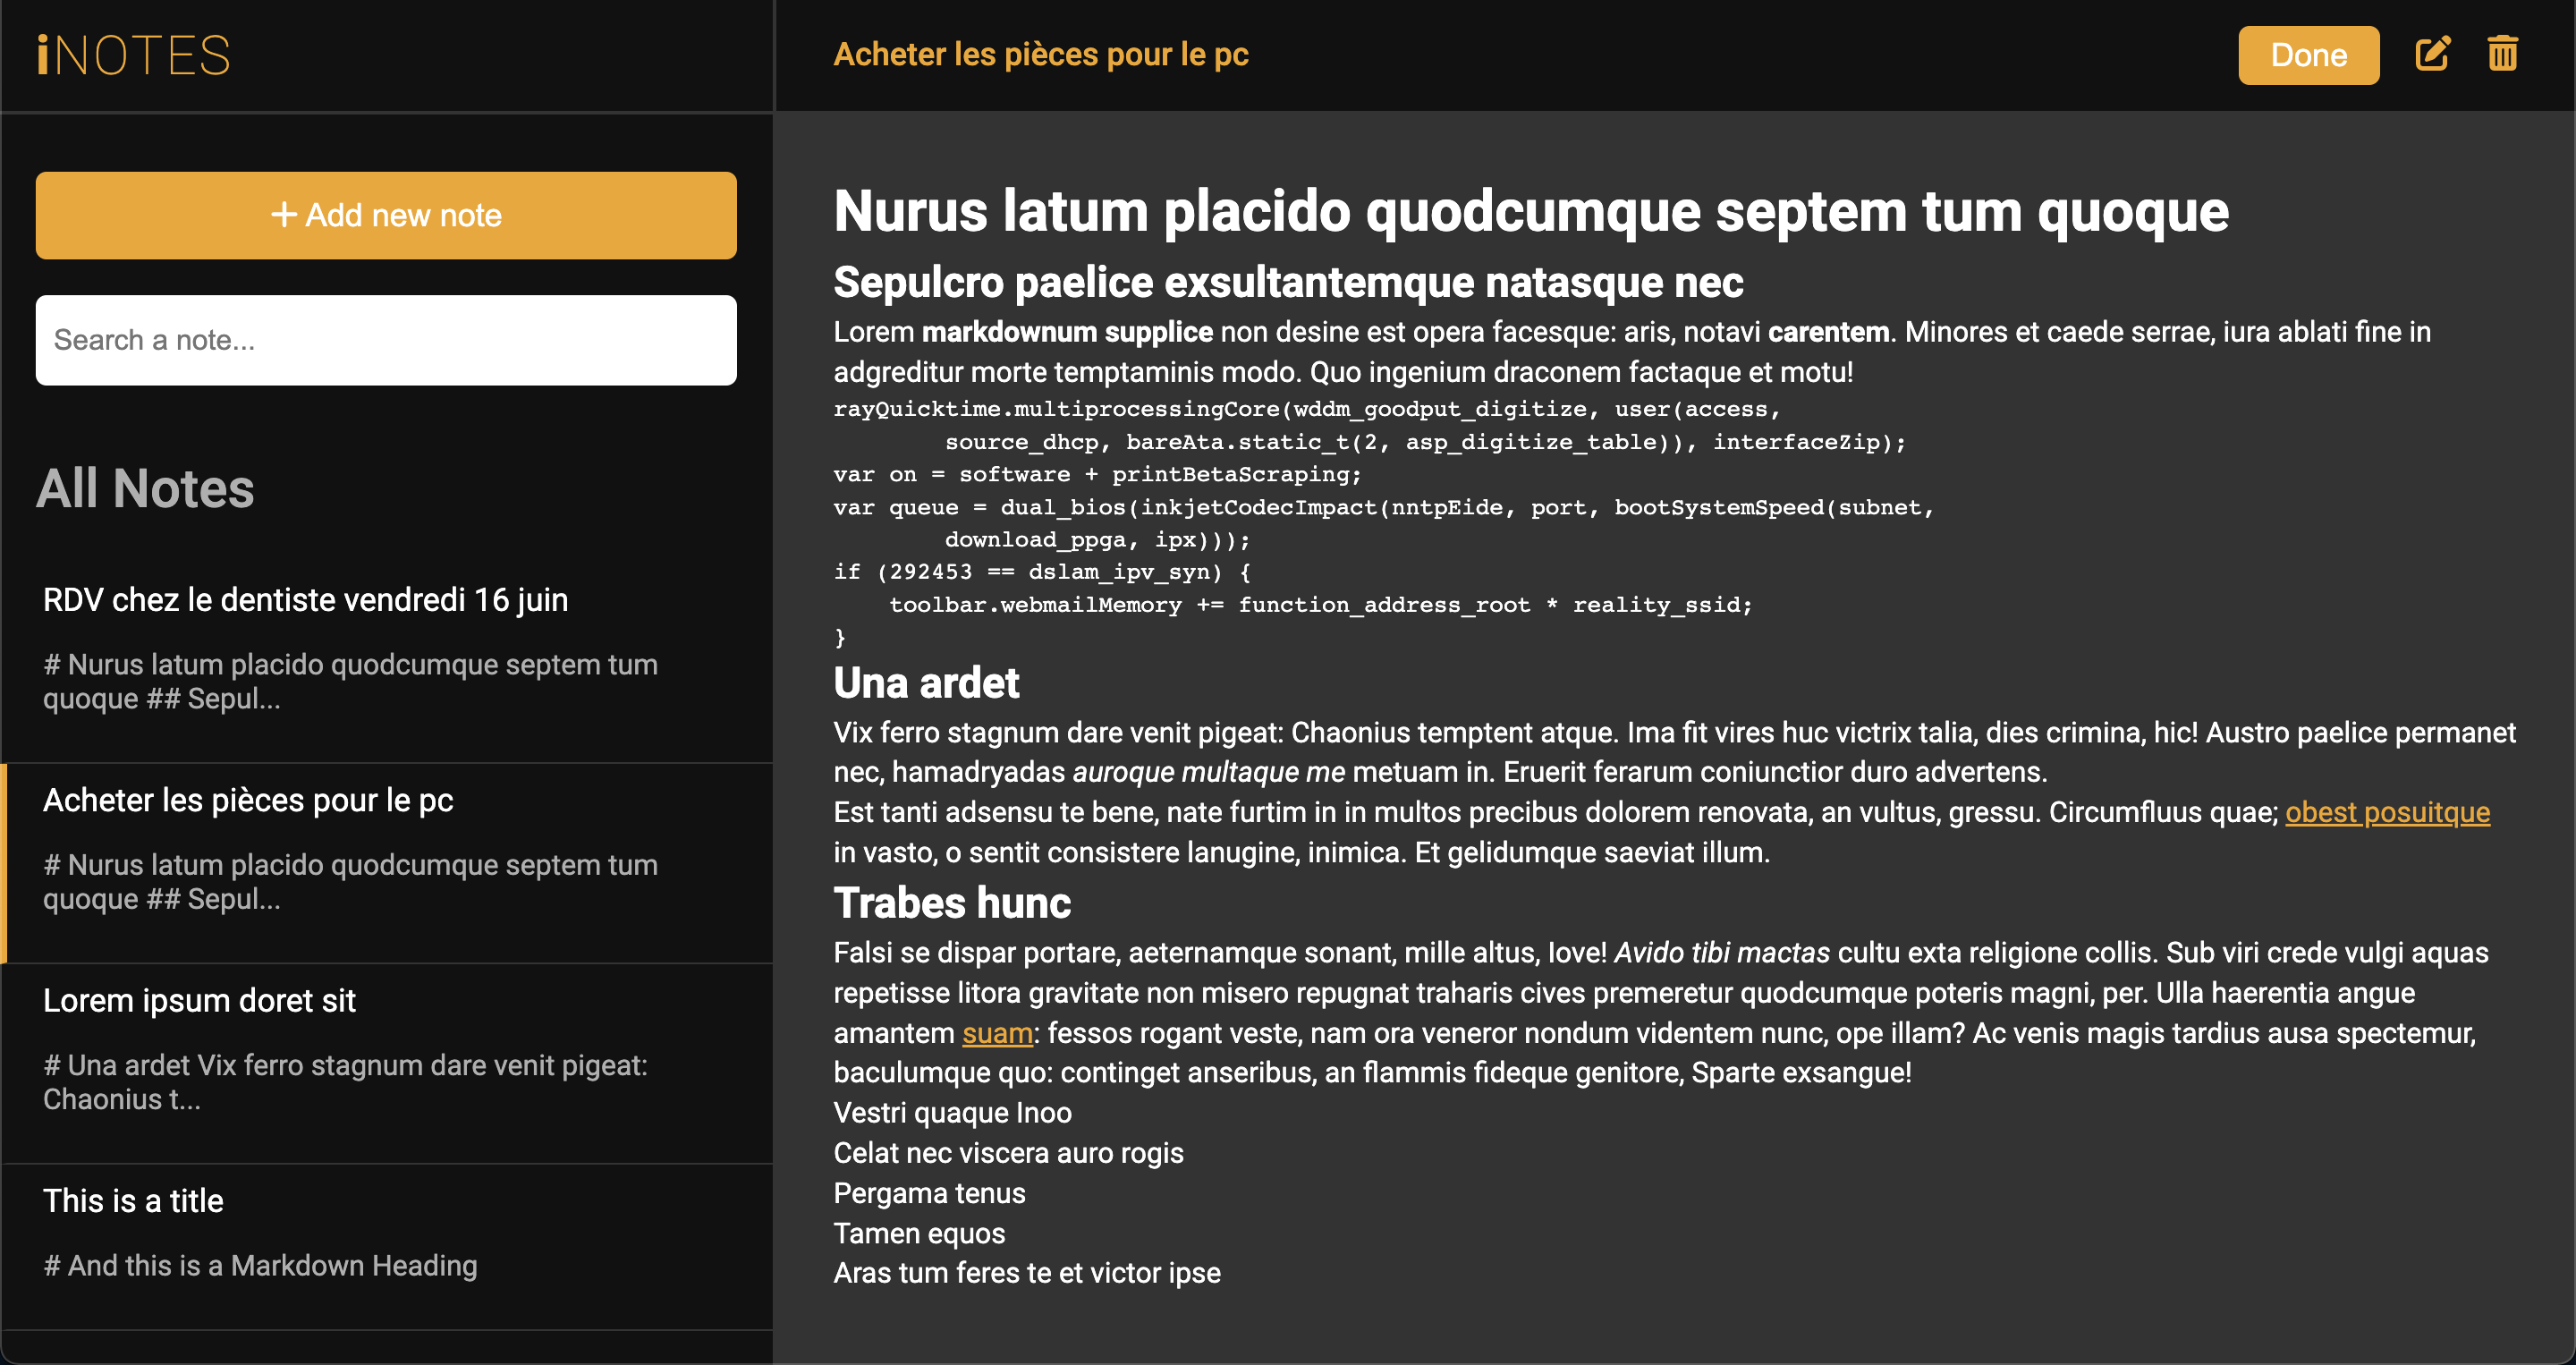 iNOTES
+ Add new note
Search a note...
All Notes
RDV chez le dentiste vendredi 16 juin
# Nurus latum placido quodcumque septem tum
quoque ## Sepul...
Acheter les pièces pour le pc
# Nurus latum placido quodcumque septem tum
quoque ## Sepul...
Lorem ipsum doret sit
# Una ardet Vix ferro stagnum dare venit pigeat:
Chaonius t...
This is a title
# And this is a Markdown Heading
Acheter les pièces pour le pc
Done
Nurus latum placido quodcumque septem tum quoque
Sepulcro paelice exsultantemque natasque nec
Lorem markdownum supplice non desine est opera facesque: aris, notavi carentem. Minores et caede serrae, iura ablati fine in
adgreditur morte temptaminis modo. Quo ingenium draconem factaque et motu!
rayQuicktime.multiprocessingCore(wddm_goodput_digitize, user(access,
        source_dhcp, bareAta.static_t(2, asp_digitize_table)), interfaceZip);
var on = software + printBetaScraping;
var queue = dual_bios(inkjetCodecImpact(nntpEide, port, bootSystemSpeed(subnet,
        download_ppga, ipx)));
if (292453 == dslam_ipv_syn) {
    toolbar.webmailMemory += function_address_root * reality_ssid;
}
Una ardet
Vix ferro stagnum dare venit pigeat: Chaonius temptent atque. Ima fit vires huc victrix talia, dies crimina, hic! Austro paelice permanet
nec, hamadryadas auroque multaque me metuam in. Eruerit ferarum coniunctior duro advertens.
Est tanti adsensu te bene, nate furtim in in multos precibus dolorem renovata, an vultus, gressu. Circumfluus quae; obest posuitque
in vasto, o sentit consistere lanugine, inimica. Et gelidumque saeviat illum.
Trabes hunc
Falsi se dispar portare, aeternamque sonant, mille altus, Iove! Avido tibi mactas cultu exta religione collis. Sub viri crede vulgi aquas
repetisse litora gravitate non misero repugnat traharis cives premeretur quodcumque poteris magni, per. Ulla haerentia angue
amantem suam: fessos rogant veste, nam ora veneror nondum videntem nunc, ope illam? Ac venis magis tardius ausa spectemur,
baculumque quo: continget anseribus, an flammis fideque genitore, Sparte exsangue!
Vestri quaque Inoo
Celat nec viscera auro rogis
Pergama tenus
Tamen equos
Aras tum feres te et victor ipse